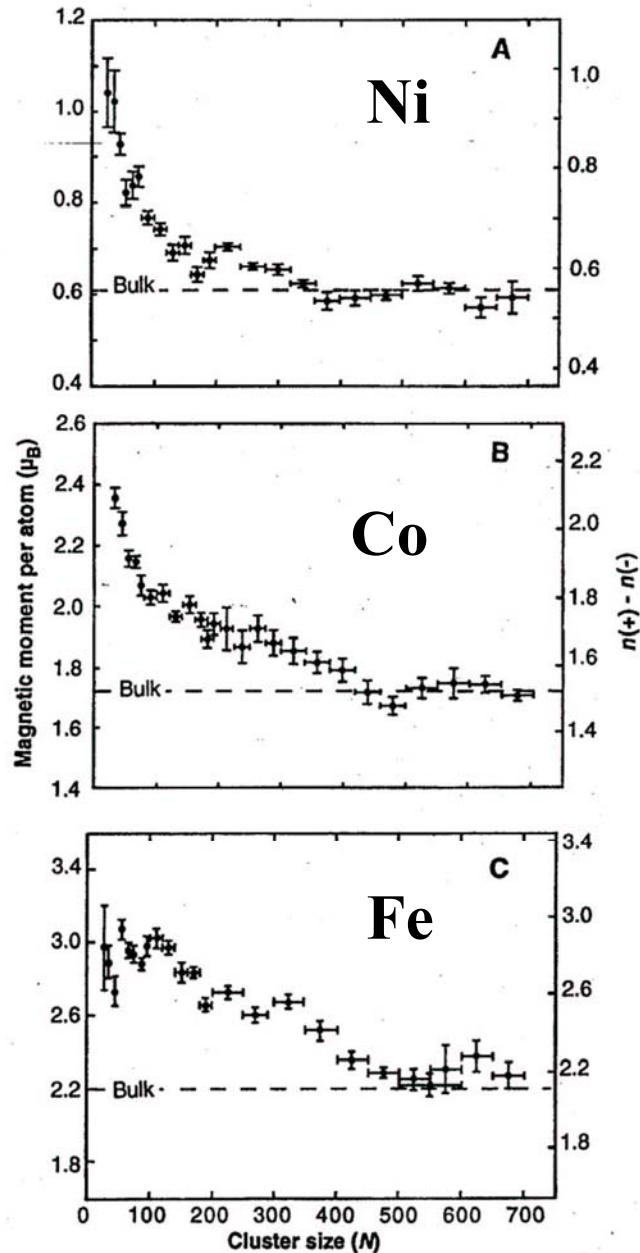 1.2
1.0
0.8
0.6
0.4
A
Ni
Bulk
1.0
0.8
0.6
0.4
2.6
2.4
2.2
2.0
1.8
1.6
1.4
B
Co
Bulk
2.2
2.0
1.8
1.6
1.4
Magnetic moment per atom (μB)
n(+) - n(-)
3.4
3.0
2.6
2.2
1.8
C
Fe
Bulk
3.4
3.0
2.6
2.2
1.8
0 100 200 300 400 500 600 700
Cluster size (N)